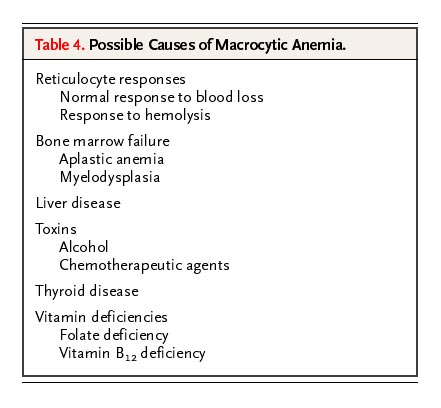 Table 4. Possible Causes of Macrocytic Anemia.
Reticulocyte responses
Normal response to blood loss
Response to hemolysis
Bone marrow failure
Aplastic anemia
Myelodysplasia
Liver disease
Toxins
Alcohol
Chemotherapeutic agents
Thyroid disease
Vitamin deficiencies
Folate deficiency
Vitamin B₁₂ deficiency